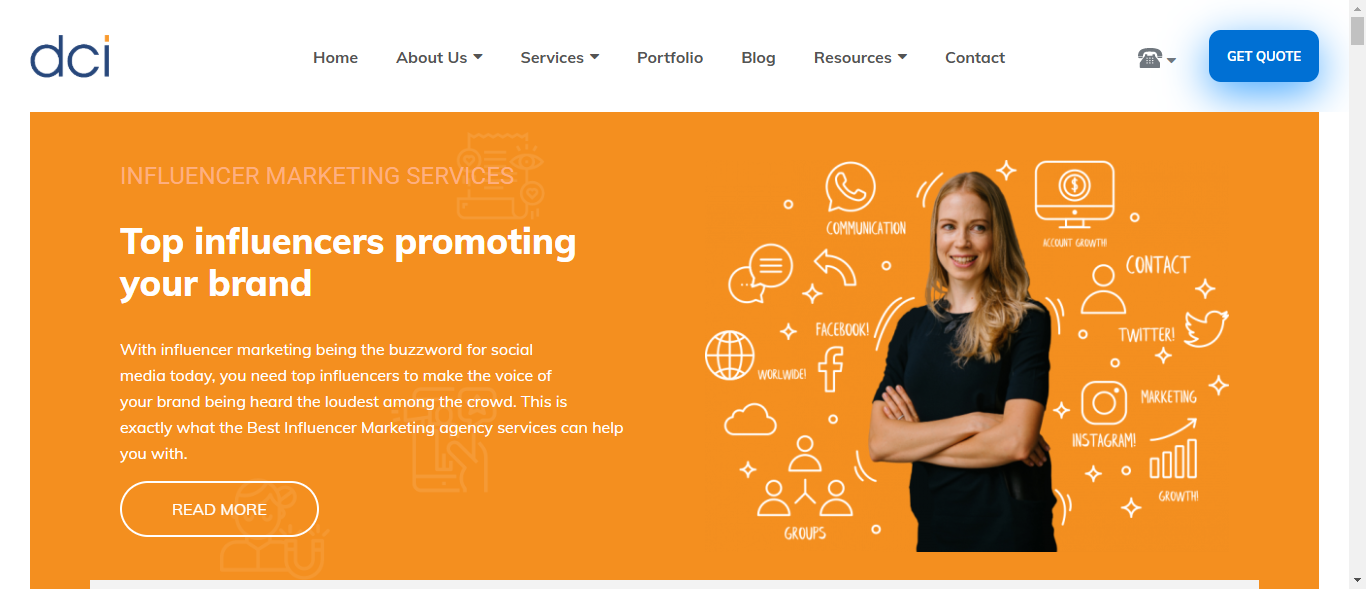 dci
Home
About Us
Services
Portfolio
Blog
Resources
Contact
GET QUOTE
INFLUENCER MARKETING SERVICES
Top influencers promoting
your brand
With influencer marketing being the buzzword for social
media today, you need top influencers to make the voice of
your brand being heard the loudest among the crowd. This is
exactly what the Best Influencer Marketing agency services can help
you with.
READ MORE
COMMUNICATION
ACCOUNT GROWTH!
CONTACT
FACEBOOK!
TWITTER!
WORLWIDE!
MARKETING
INSTAGRAM!
GROWTH!
GROUPS